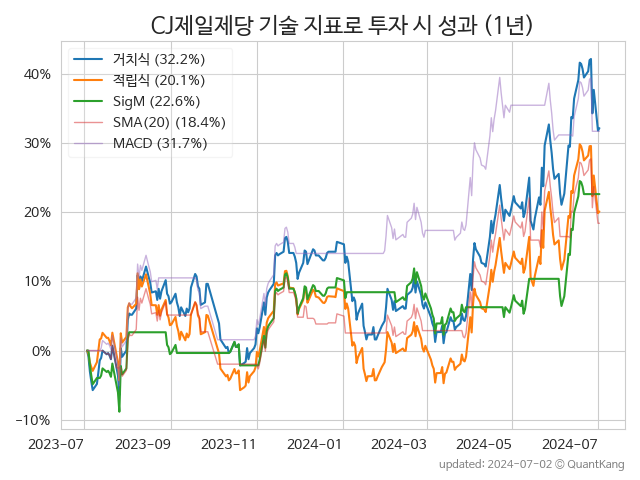 CJ제일제당 기술 지표로 투자 시 성과 (1년)
거치식 (32.2%)
적립식 (20.1%)
SigM (22.6%)
SMA(20) (18.4%)
MACD (31.7%)
40%
30%
20%
10%
0%
−10%
2023-07 2023-09 2023-11 2024-01 2024-03 2024-05 2024-07
updated: 2024-07-02 © QuantKang